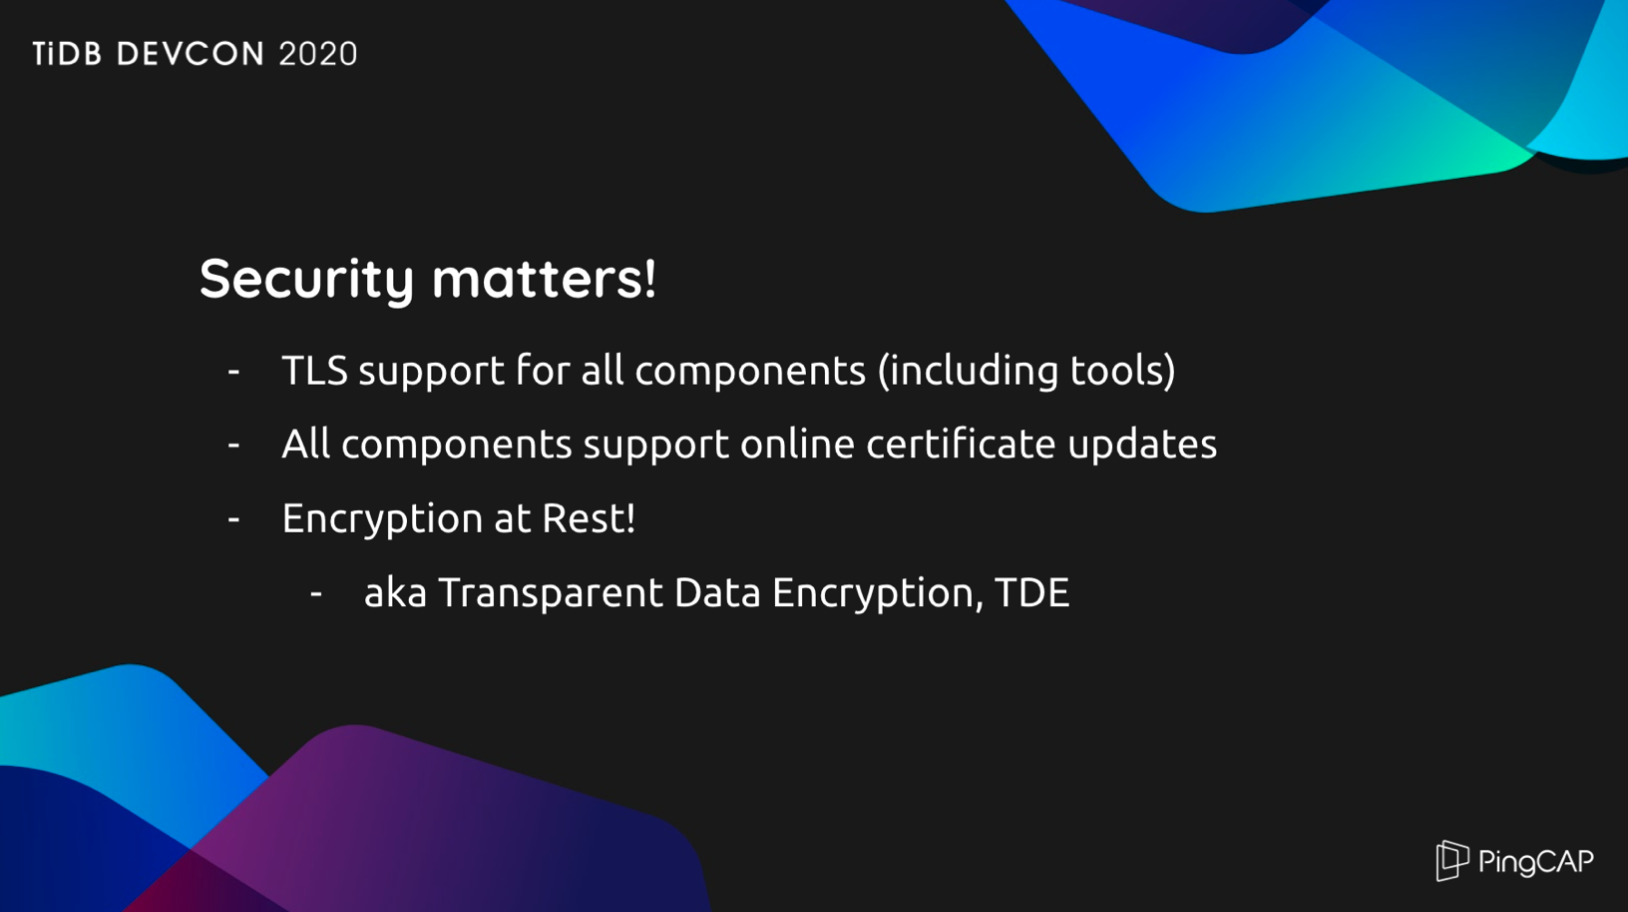 TiDB DEVCON 2020
Security matters!
- TLS support for all components (including tools)
- All components support online certificate updates
- Encryption at Rest!
- aka Transparent Data Encryption, TDE
PingCAP